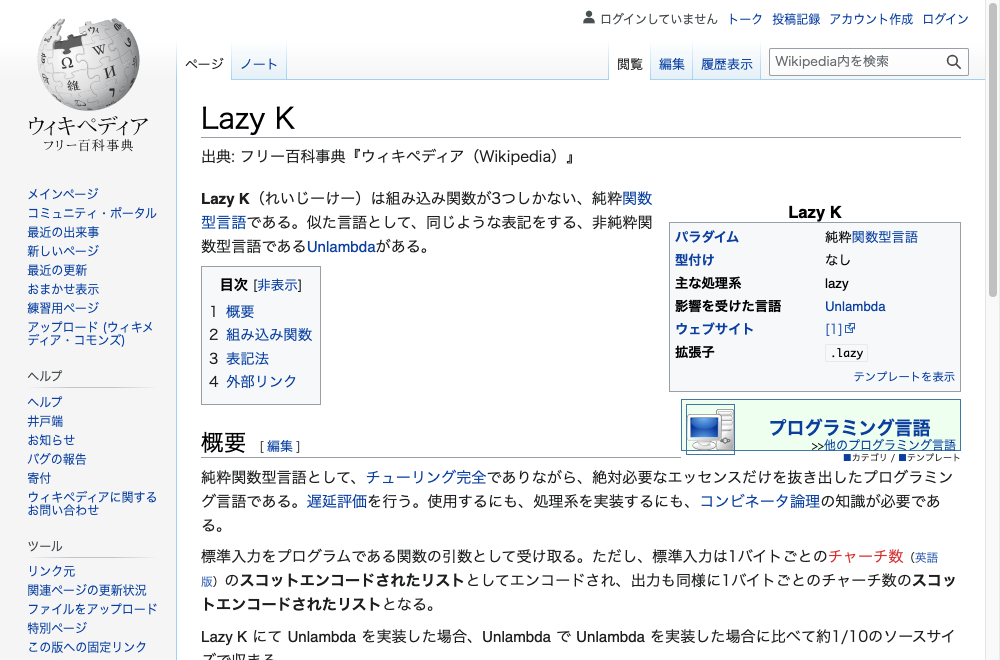 ログインしていません トーク 投稿記録 アカウント作成 ログイン
ページ ノート 閲覧 編集 履歴表示 Wikipedia内を検索
ウィキペディア
フリー百科事典
メインページ
コミュニティ・ポータル
最近の出来事
新しいページ
最近の更新
おまかせ表示
練習用ページ
アップロード (ウィキメ
ディア・コモンズ)
ヘルプ
ヘルプ
井戸端
お知らせ
バグの報告
寄付
ウィキペディアに関する
お問い合わせ
ツール
リンク元
関連ページの更新状況
ファイルをアップロード
特別ページ
この版への固定リンク
Lazy K
出典: フリー百科事典『ウィキペディア（Wikipedia）』
Lazy K（れいじーけー）は組み込み関数が3つしかない、純粋関数
型言語である。似た言語として、同じような表記をする、非純粋関
数型言語であるUnlambdaがある。
目次 [非表示]
1 概要
2 組み込み関数
3 表記法
4 外部リンク
Lazy K
パラダイム 純粋関数型言語
型付け なし
主な処理系 lazy
影響を受けた言語 Unlambda
ウェブサイト [1]
拡張子 .lazy
テンプレートを表示
プログラミング言語
>>他のプログラミング言語
■カテゴリ / ■テンプレート
概要 [ 編集 ]
純粋関数型言語として、チューリング完全でありながら、絶対必要なエッセンスだけを抜き出したプログラミン
グ言語である。遅延評価を行う。使用するにも、処理系を実装するにも、コンビネータ論理の知識が必要であ
る。
標準入力をプログラムである関数の引数として受け取る。ただし、標準入力は1バイトごとのチャーチ数（英語
版）のスコットエンコードされたリストとしてエンコードされ、出力も同様に1バイトごとのチャーチ数のスコッ
トエンコードされたリストとなる。
Lazy K にて Unlambda を実装した場合、Unlambda で Unlambda を実装した場合に比べて約1/10のソースサイ
ズで収まる